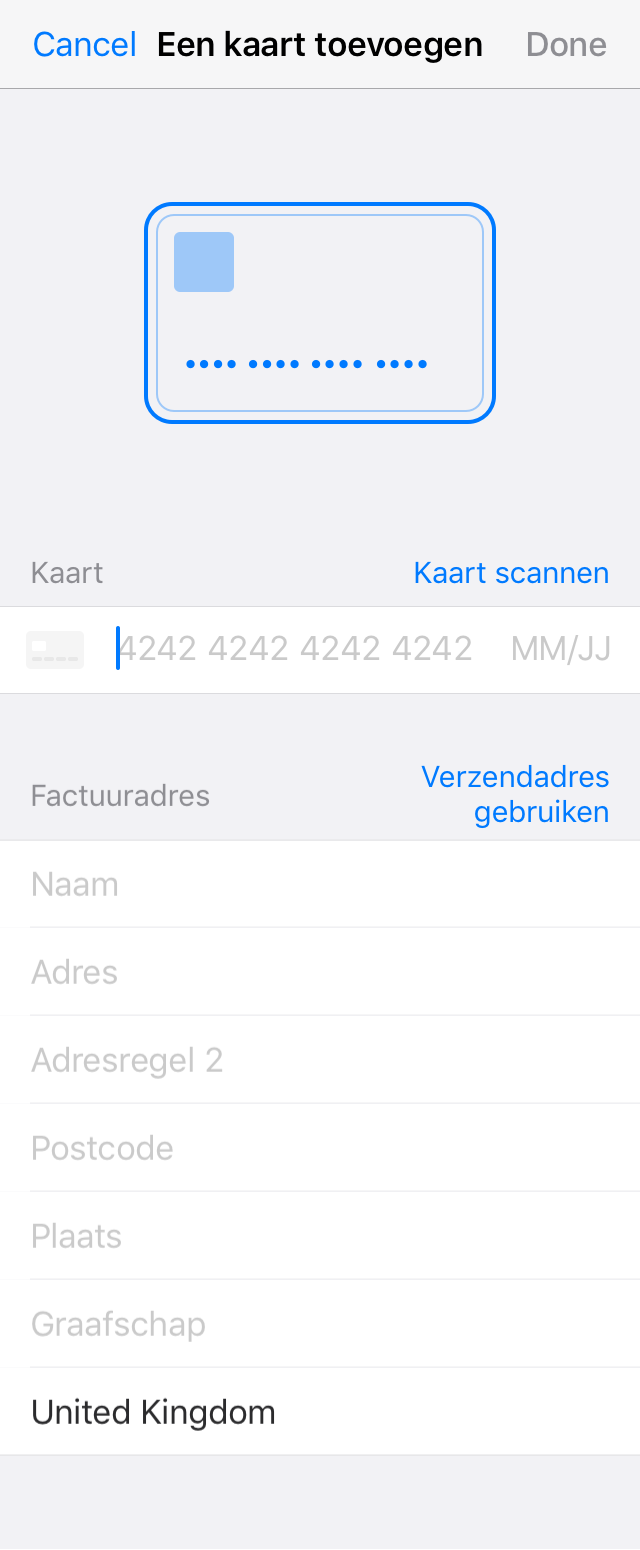 Cancel Een kaart toevoegen Done
Kaart Kaart scannen
4242 4242 4242 4242 MM/JJ
Verzendadres
Factuuradres gebruiken
Naam
Adres
Adresregel 2
Postcode
Plaats
Graafschap
United Kingdom